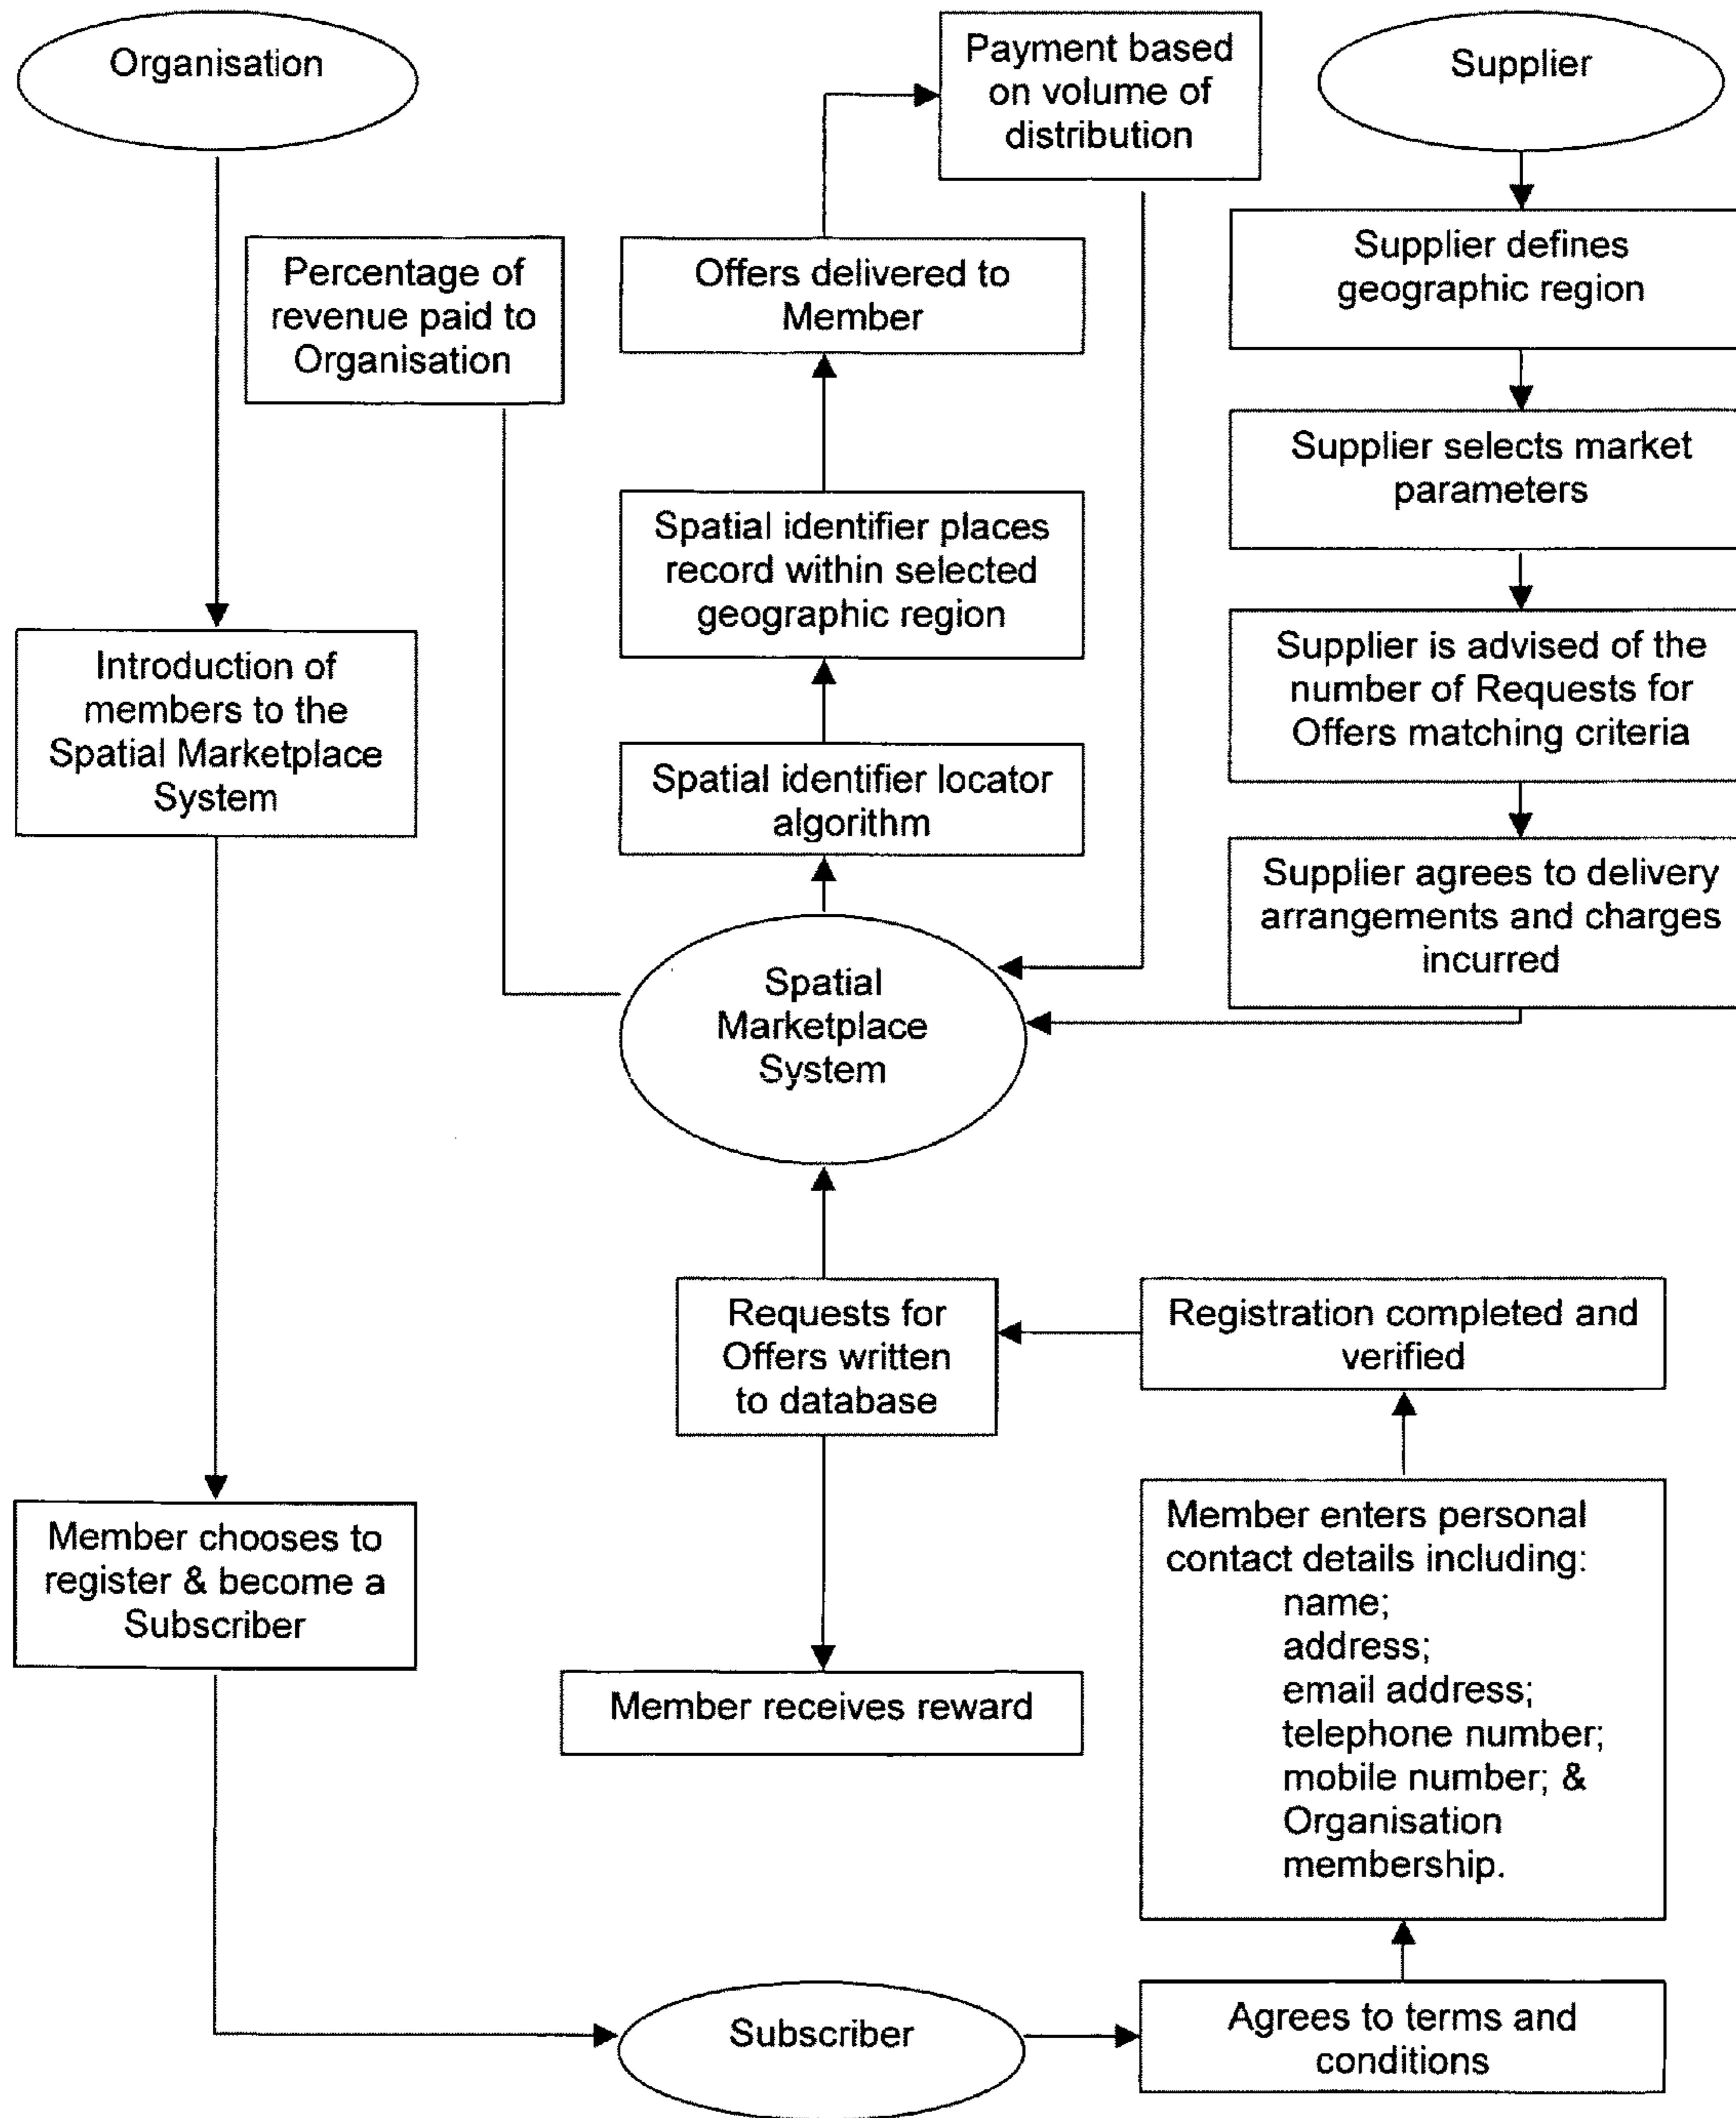 Organisation
Payment based
on volume of
distribution
Supplier
Percentage of
revenue paid to
Organisation
Offers delivered to
Member
Supplier defines
geographic region
Supplier selects market
parameters
Spatial identifier places
record within selected
geographic region
Introduction of
members to the
Spatial Marketplace
System
Supplier is advised of the
number of Requests for
Offers matching criteria
Spatial identifier locator
algorithm
Supplier agrees to delivery
arrangements and charges
incurred
Spatial
Marketplace
System
Requests for
Offers written
to database
Registration completed and
verified
Member chooses to
register & become a
Subscriber
Member enters personal
contact details including:
name;
address;
email address;
telephone number;
mobile number; &
Organisation
membership.
Member receives reward
Subscriber
Agrees to terms and
conditions